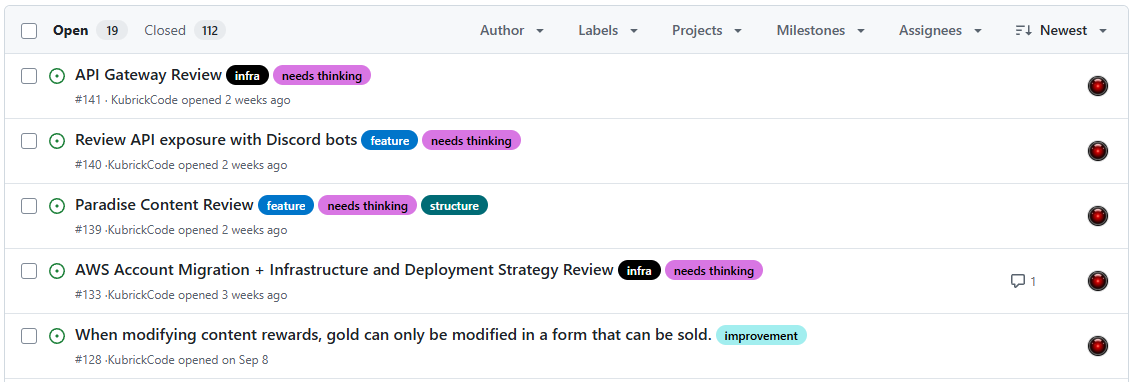 Open 19 Closed 112 Author Labels Projects Milestones Assignees Newest
API Gateway Review infra needs thinking
#141 · KubrickCode opened 2 weeks ago
Review API exposure with Discord bots feature needs thinking
#140 ·KubrickCode opened 2 weeks ago
Paradise Content Review feature needs thinking structure
#139 ·KubrickCode opened 2 weeks ago
AWS Account Migration + Infrastructure and Deployment Strategy Review infra needs thinking
1
#133 ·KubrickCode opened 3 weeks ago
When modifying content rewards, gold can only be modified in a form that can be sold. improvement
#128 ·KubrickCode opened on Sep 8